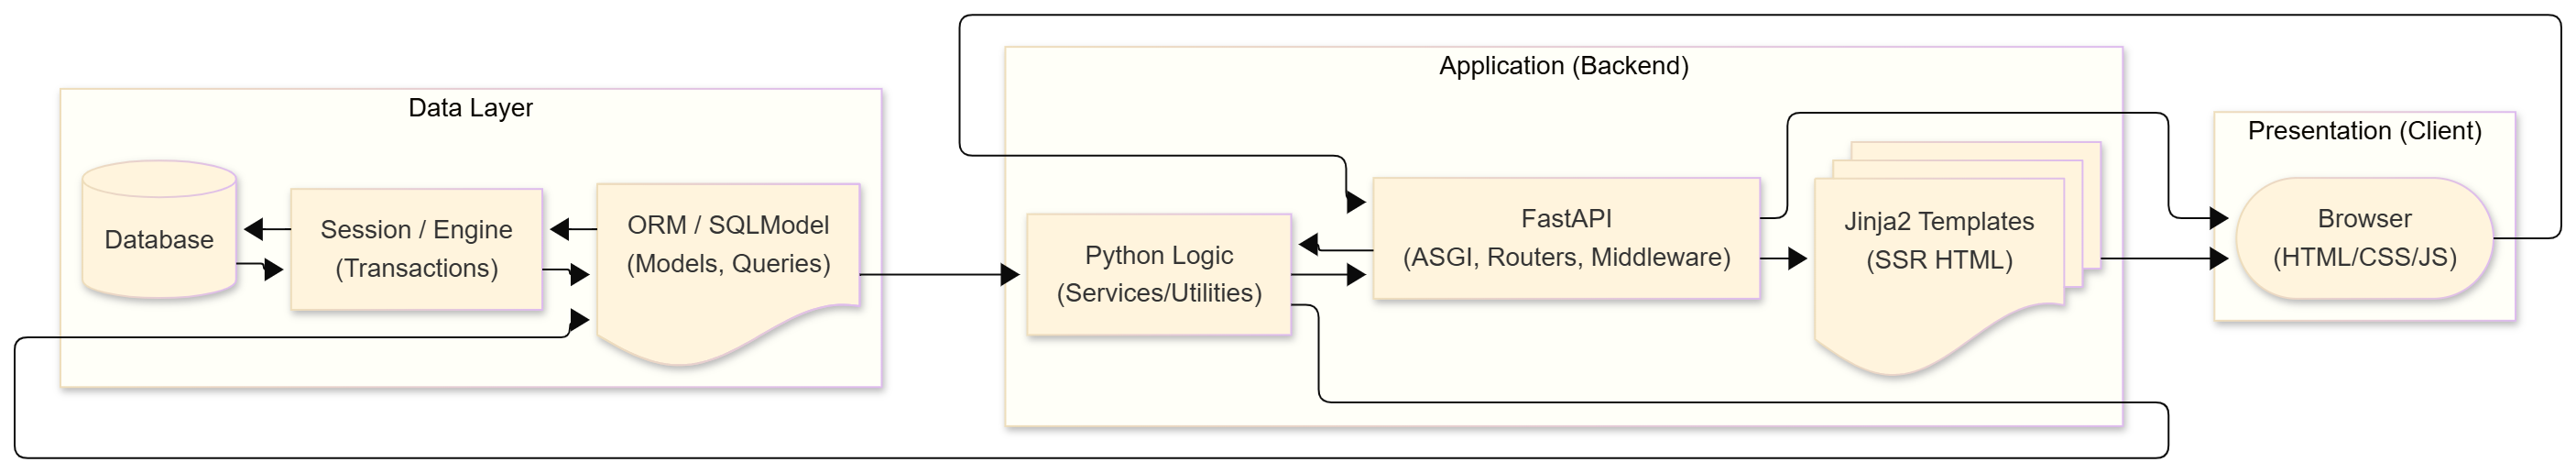 Data Layer
Database
Session / Engine
(Transactions)
ORM / SQLModel
(Models, Queries)
Application (Backend)
Python Logic
(Services/Utilities)
FastAPI
(ASGI, Routers, Middleware)
Jinja2 Templates
(SSR HTML)
Presentation (Client)
Browser
(HTML/CSS/JS)